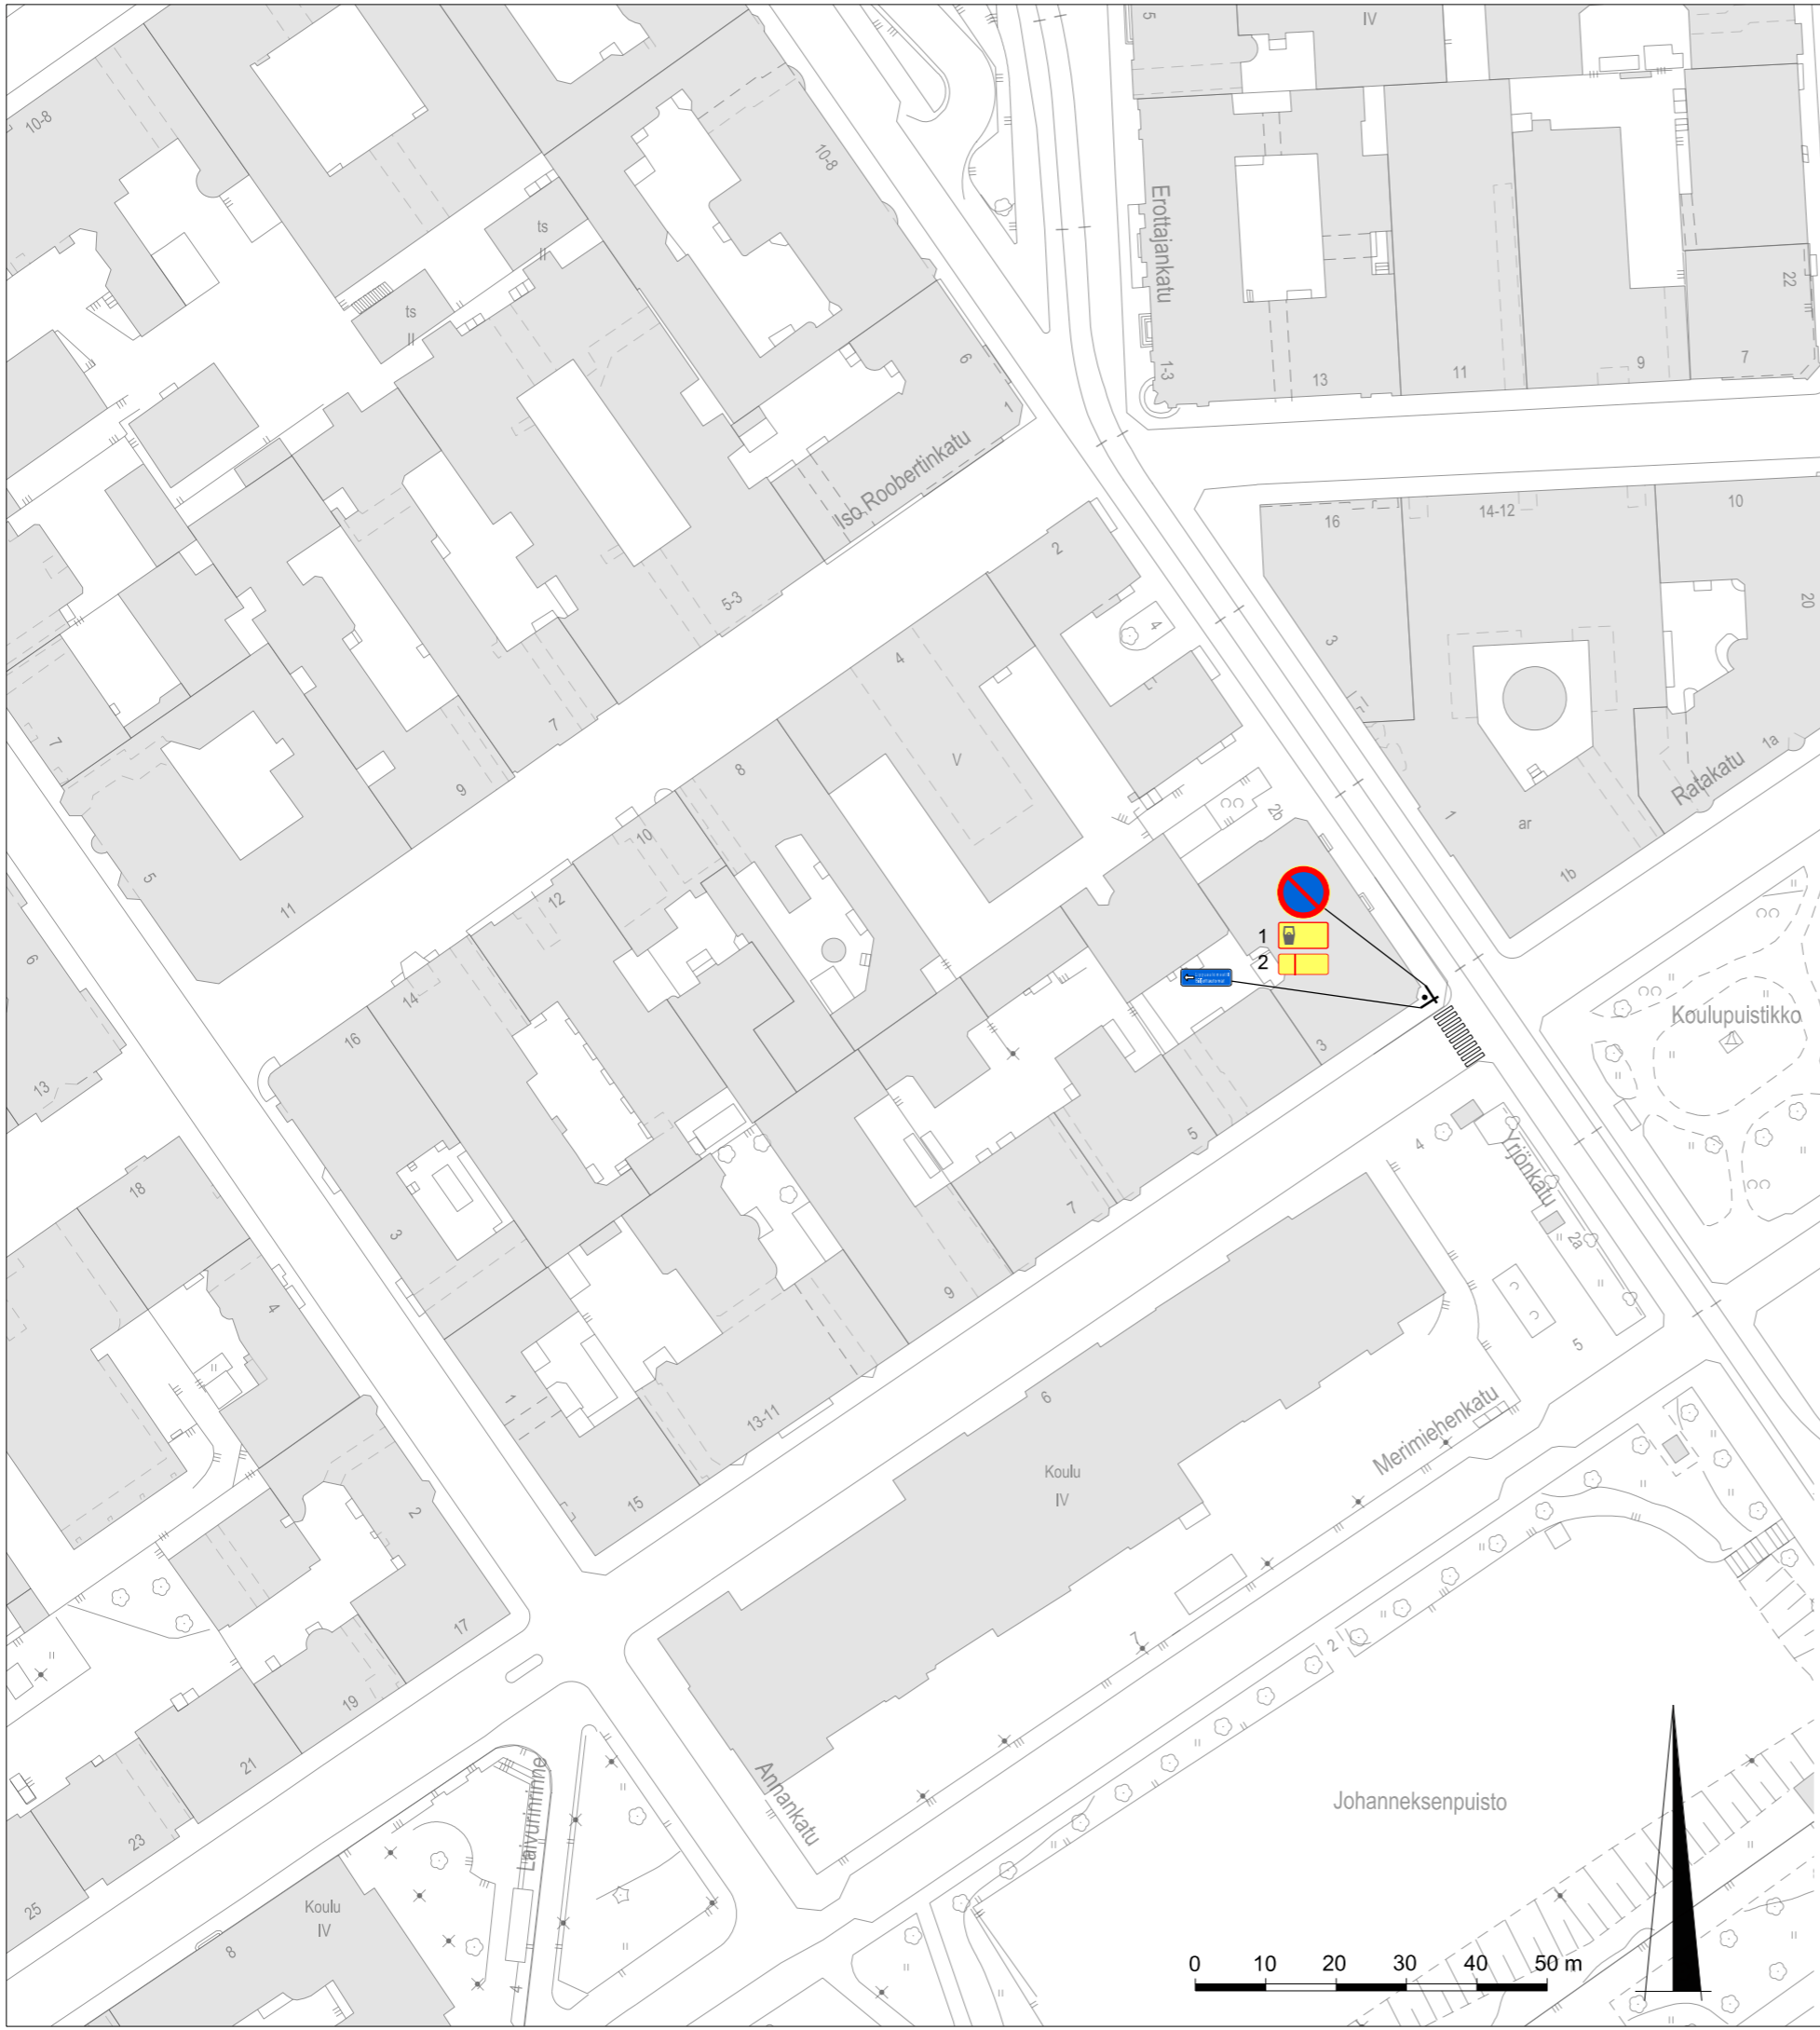 5
IV
10-8
10-8
ts
II
ts
II
Erottajankatu
22
6
1-3
13
11
9
7
1
Iso Roobertinkatu
16
14-12
10
2
5-3
4
3
20
4
7
7
V
9
8
1a
Ratakatu
2b
1
ar
10
1b
5
12
11
6
1
2
14
Koulupuistikko
16
3
13
4
5
Yrjönkatu
18
7
3
2a
4
9
5
1
6
13-11
Merimiehenkatu
Koulu
IV
15
2
17
7
2
19
21
Annankatu
Laivurinrinne
Johanneksenpuisto
23
25
Koulu
IV
8
4
0 10 20 30 40 50 m